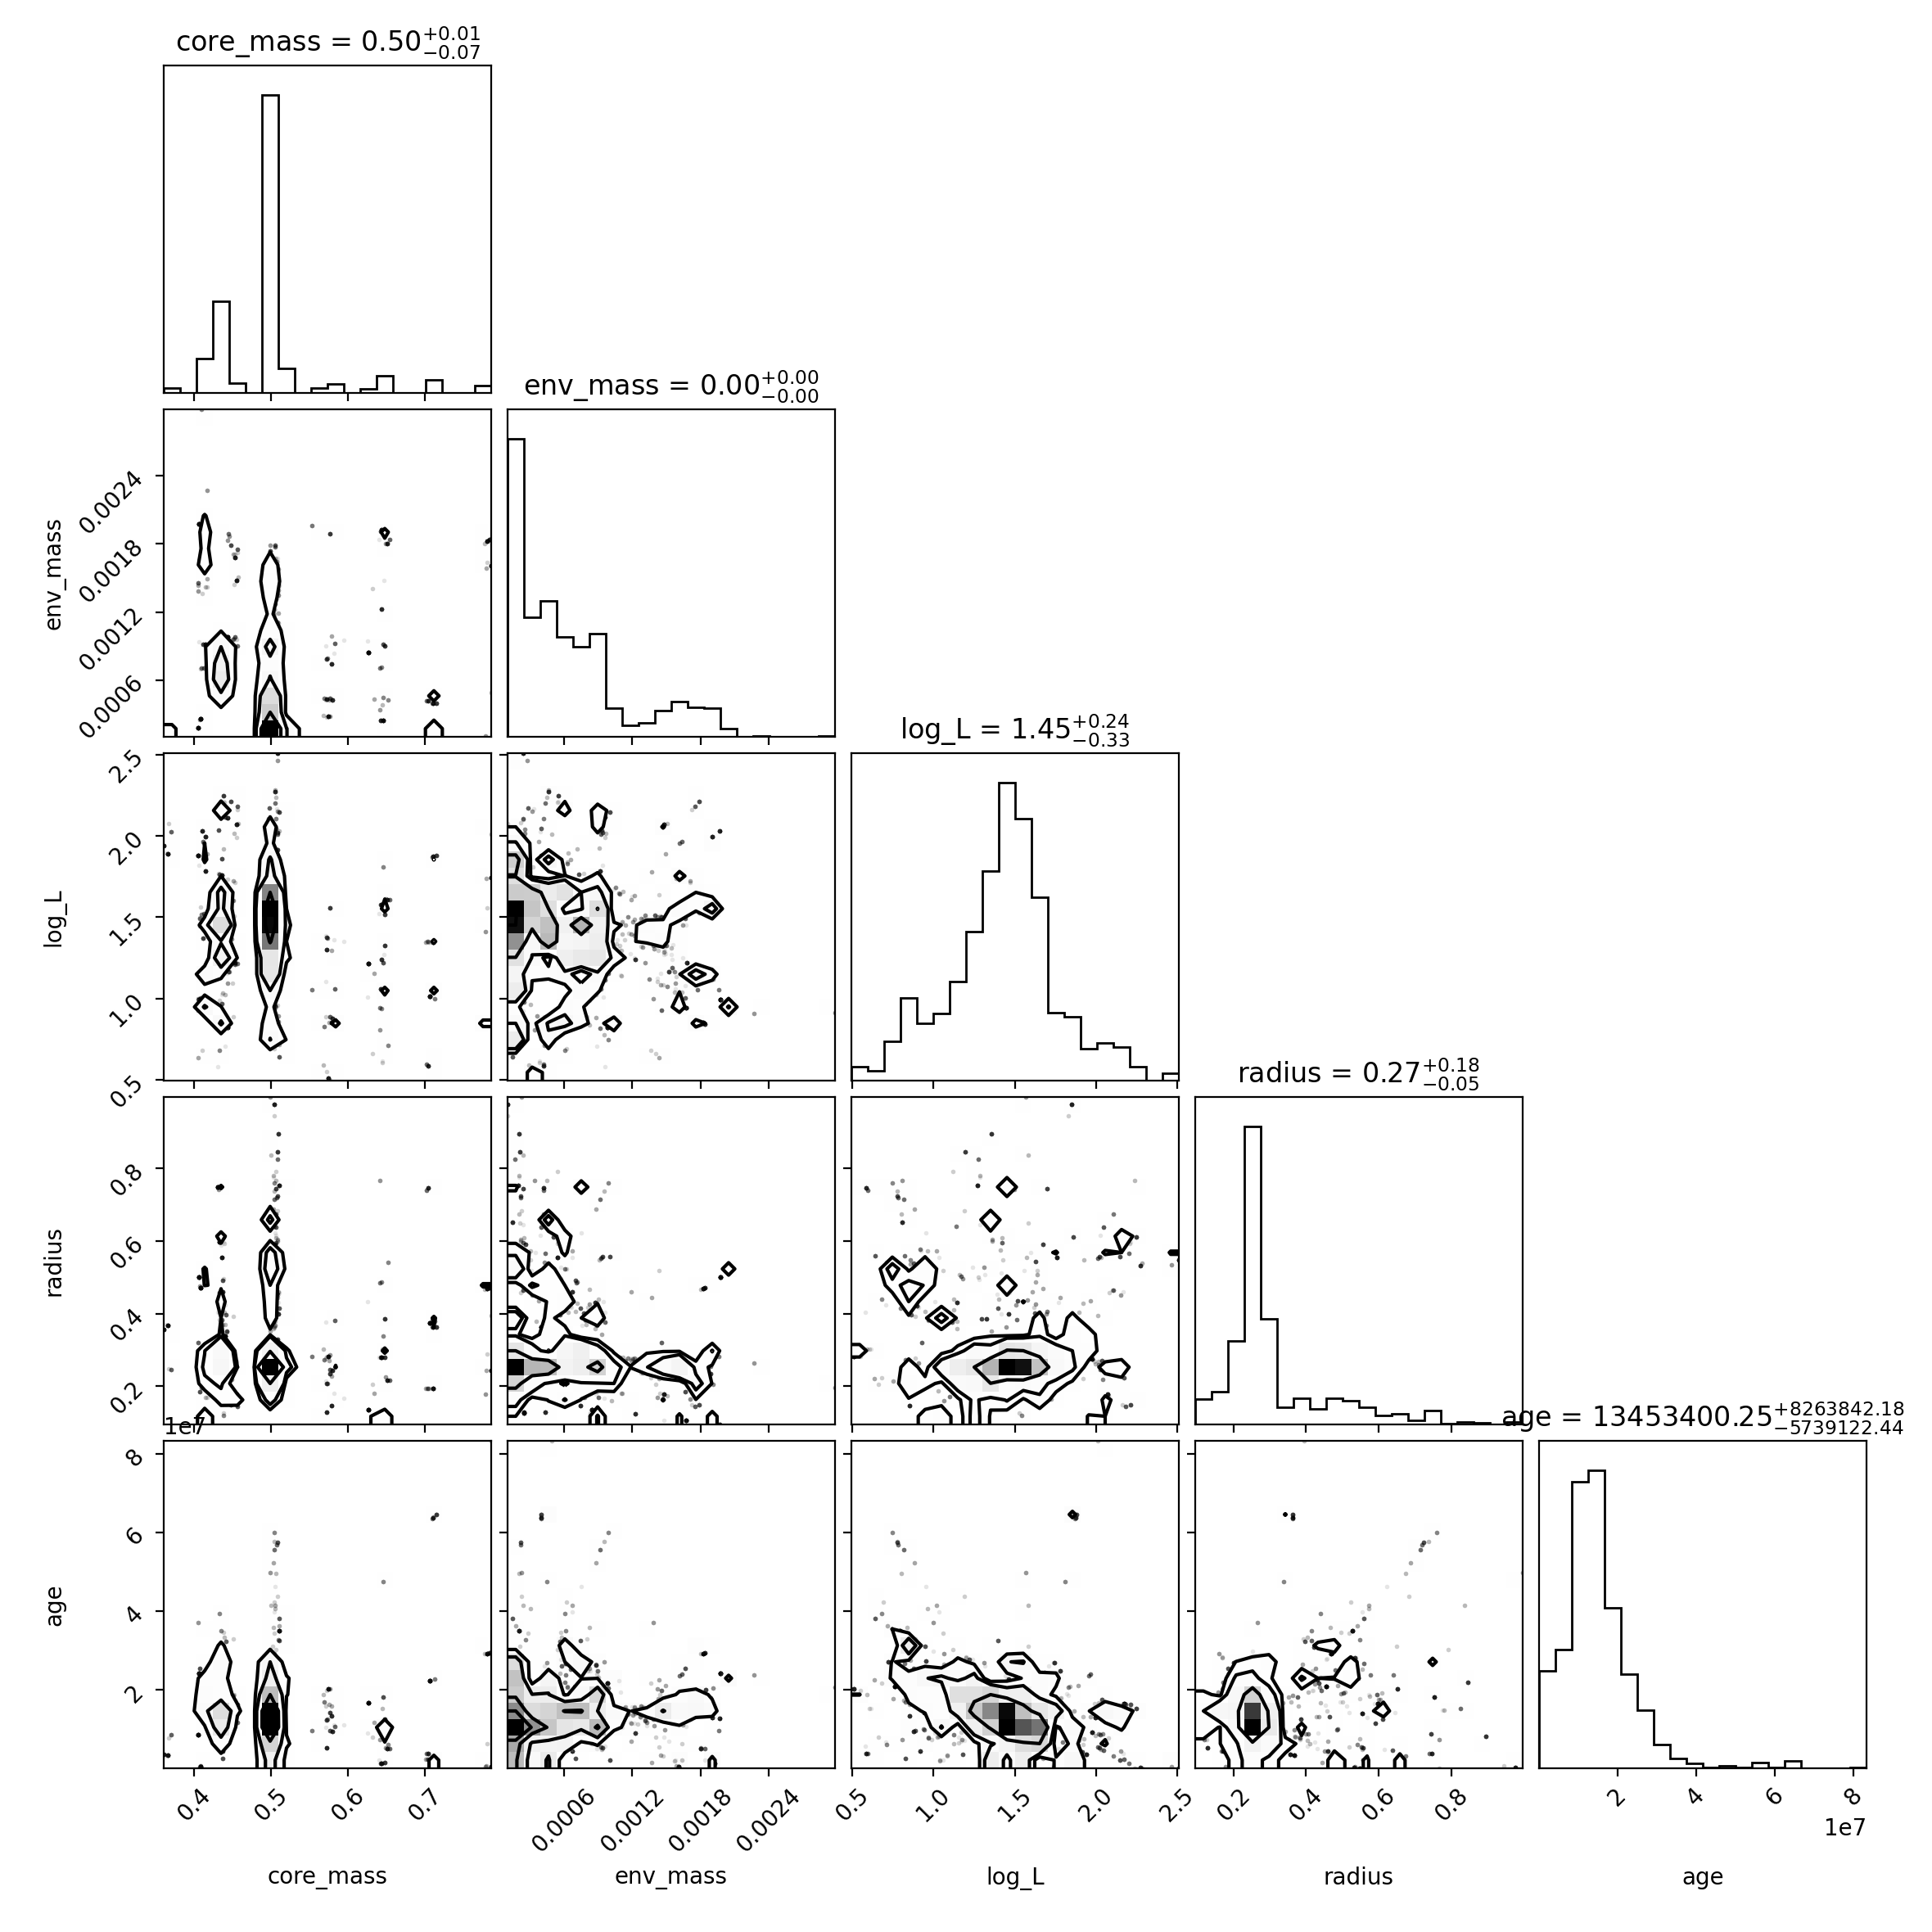 core_mass = 0.50 +0.01 −0.07
env_mass = 0.00 +0.00 −0.00
0.0024
0.0018
0.0012
0.0006
env_mass
log_L = 1.45 +0.24 −0.33
2.5
2.0
1.5
1.0
0.5
log_L
radius = 0.27 +0.18 −0.05
0.8
0.6
0.4
0.2
radius
1e7
age = 13453400.25 +8263842.18 −5739122.44
8
6
4
2
age
0.4 0.5 0.6 0.7
0.0006 0.0012 0.0018 0.0024
0.5 1.0 1.5 2.0 2.5
0.2 0.4 0.6 0.8
2 4 6 8
1e7
core_mass env_mass log_L radius age